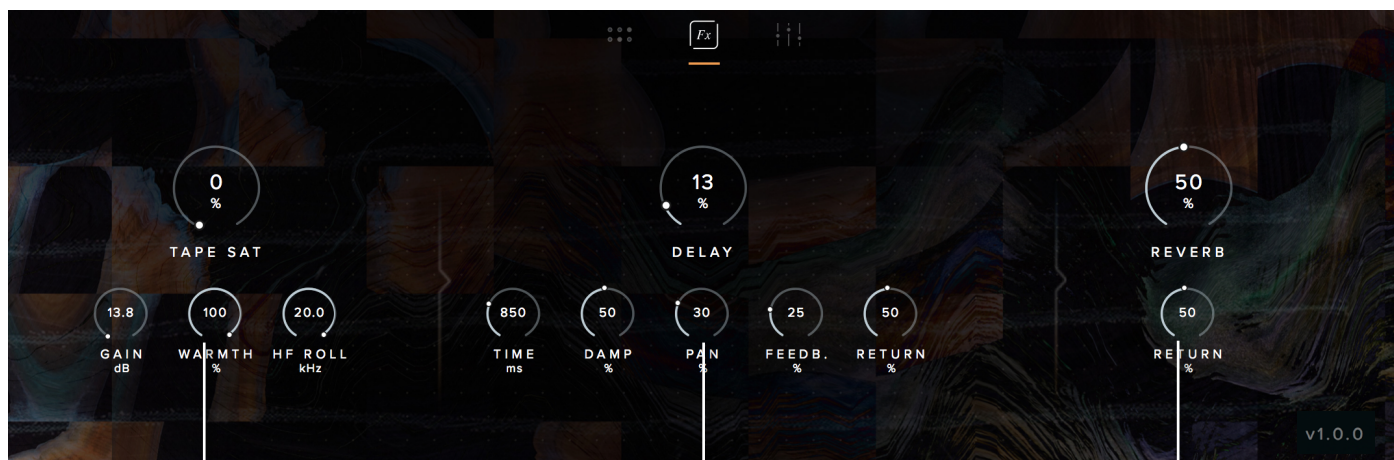 Fx
0
%
TAPE SAT
13
%
DELAY
50
%
REVERB
13.8
GAIN
dB
100
WARMTH
%
20.0
HF ROLL
kHz
850
TIME
ms
50
DAMP
%
30
PAN
%
25
FEEDB.
%
50
RETURN
%
50
RETURN
%
v1.0.0